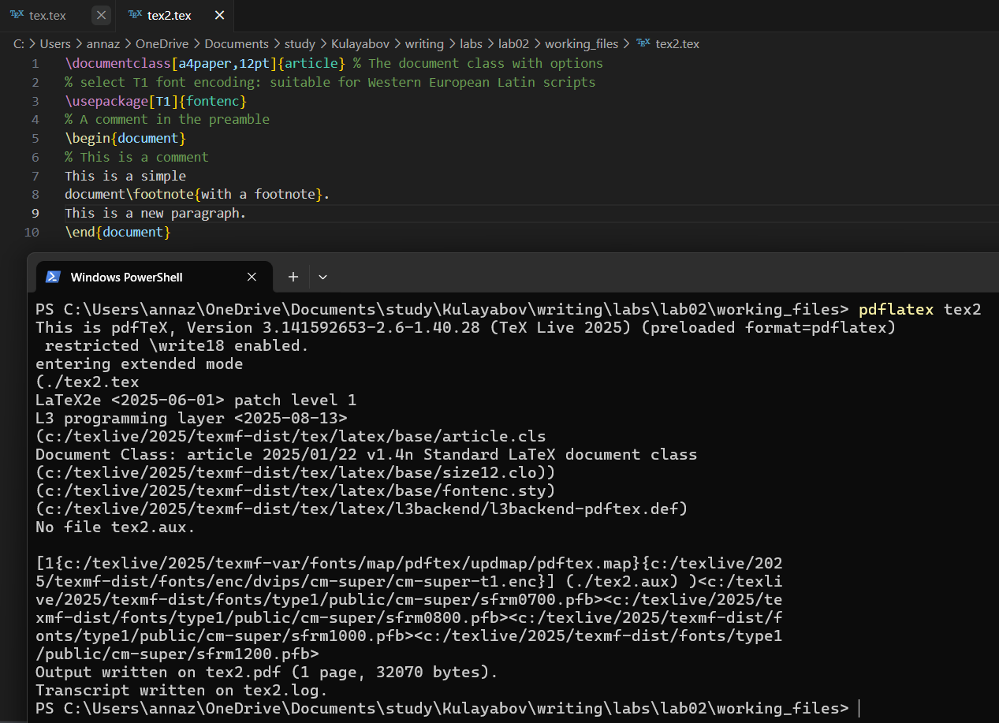 TEX tex.tex TEX tex2.tex
C: > Users > annaz > OneDrive > Documents > study > Kulayabov > writing > labs > lab02 > working_files > TEX tex2.tex
1 \documentclass[a4paper,12pt]{article} % The document class with options
2 % select T1 font encoding: suitable for Western European Latin scripts
3 \usepackage[T1]{fontenc}
4 % A comment in the preamble
5 \begin{document}
6 % This is a comment
7 This is a simple
8 document\footnote{with a footnote}.
9 This is a new paragraph.
10 \end{document}
Windows PowerShell
PS C:\Users\annaz\OneDrive\Documents\study\Kulayabov\writing\labs\lab02\working_files> pdflatex tex2
This is pdfTeX, Version 3.141592653-2.6-1.40.28 (TeX Live 2025) (preloaded format=pdflatex)
 restricted \write18 enabled.
entering extended mode
(./tex2.tex
LaTeX2e <2025-06-01> patch level 1
L3 programming layer <2025-08-13>
(c:/texlive/2025/texmf-dist/tex/latex/base/article.cls
Document Class: article 2025/01/22 v1.4n Standard LaTeX document class
(c:/texlive/2025/texmf-dist/tex/latex/base/size12.clo))
(c:/texlive/2025/texmf-dist/tex/latex/base/fontenc.sty)
(c:/texlive/2025/texmf-dist/tex/latex/l3backend/l3backend-pdftex.def)
No file tex2.aux.
[1{c:/texlive/2025/texmf-var/fonts/map/pdftex/updmap/pdftex.map}{c:/texlive/202
5/texmf-dist/fonts/enc/dvips/cm-super/cm-super-t1.enc}] (./tex2.aux) )<c:/texli
ve/2025/texmf-dist/fonts/type1/public/cm-super/sfrm0700.pfb><c:/texlive/2025/te
xmf-dist/fonts/type1/public/cm-super/sfrm0800.pfb><c:/texlive/2025/texmf-dist/f
onts/type1/public/cm-super/sfrm1000.pfb><c:/texlive/2025/texmf-dist/fonts/type1
/public/cm-super/sfrm1200.pfb>
Output written on tex2.pdf (1 page, 32070 bytes).
Transcript written on tex2.log.
PS C:\Users\annaz\OneDrive\Documents\study\Kulayabov\writing\labs\lab02\working_files>